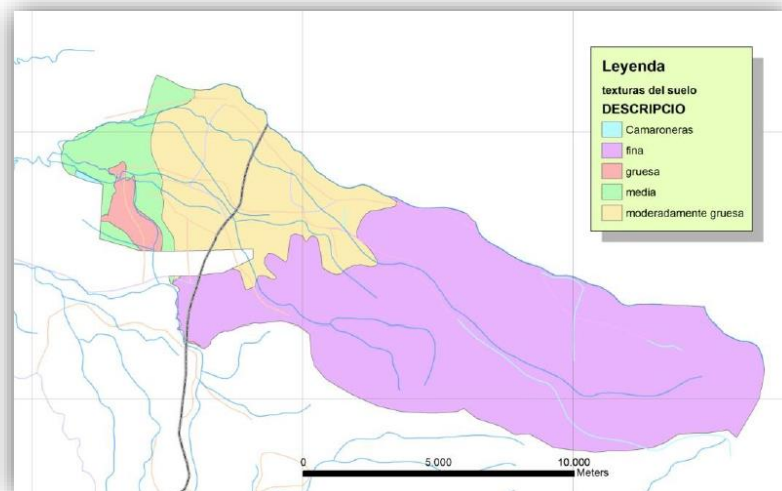 Leyenda
texturas del suelo
DESCRIPCIO
Camaroneras
fina
gruesa
media
moderadamente gruesa
0 5.000 10.000
Meters